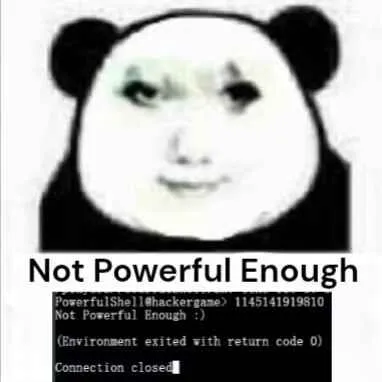 Not Powerful Enough
PowerfulShell@hackergame> 1145141919810
Not Powerful Enough :)
(Environment exited with return code 0)
Connection closed